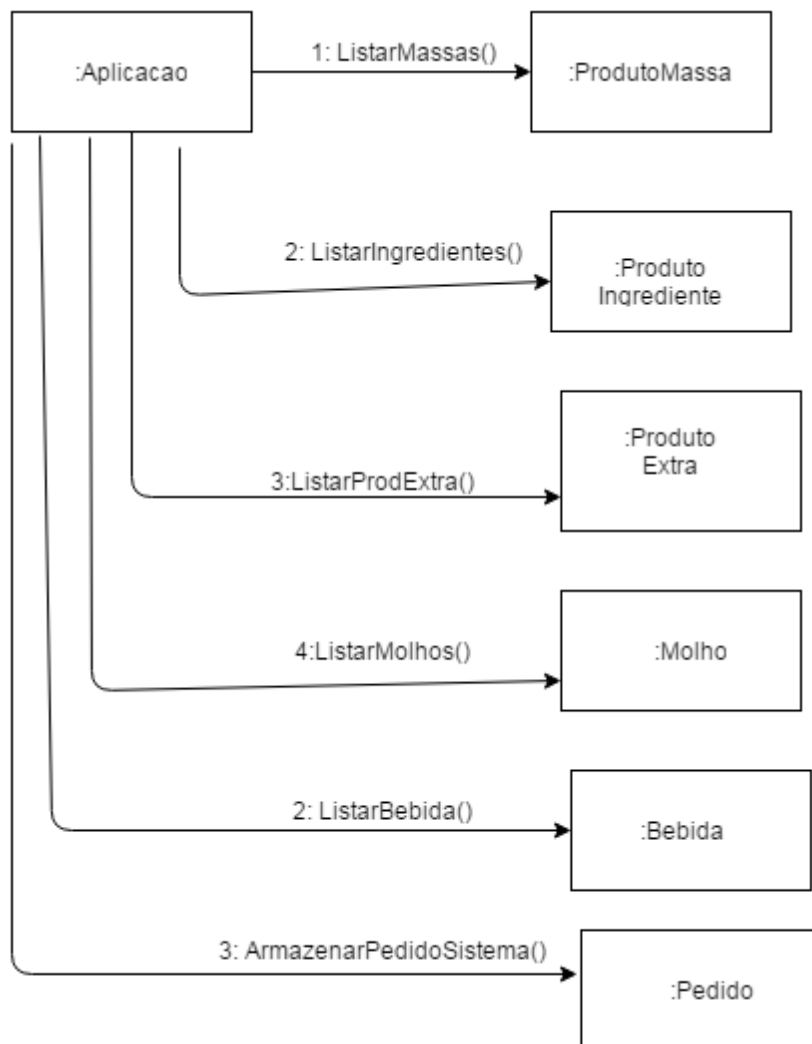 :Aplicacao
1: ListarMassas()
:ProdutoMassa
2: ListarIngredientes()
:Produto
Ingrediente
3:ListarProdExtra()
:Produto
Extra
4:ListarMolhos()
:Molho
2: ListarBebida()
:Bebida
3: ArmazenarPedidoSistema()
:Pedido